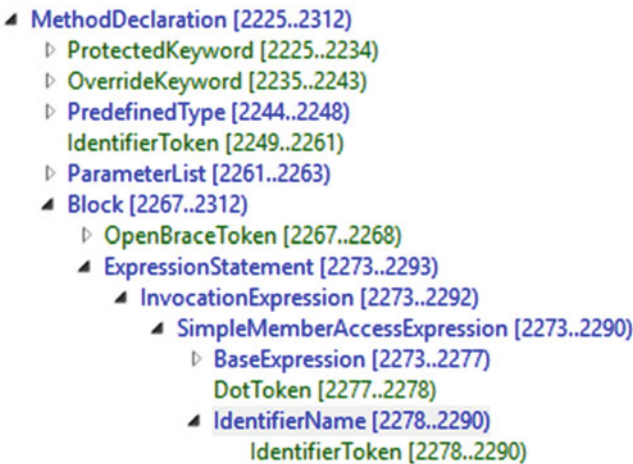 MethodDeclaration [2225..2312)
ProtectedKeyword [2225..2234)
OverrideKeyword [2235..2243)
PredefinedType [2244..2248)
IdentifierToken [2249..2261)
ParameterList [2261..2263)
Block [2267..2312)
OpenBraceToken [2267..2268)
ExpressionStatement [2273..2293)
InvocationExpression [2273..2292)
SimpleMemberAccessExpression [2273..2290)
BaseExpression [2273..2277)
DotToken [2277..2278)
IdentifierName [2278..2290)
IdentifierToken [2278..2290)